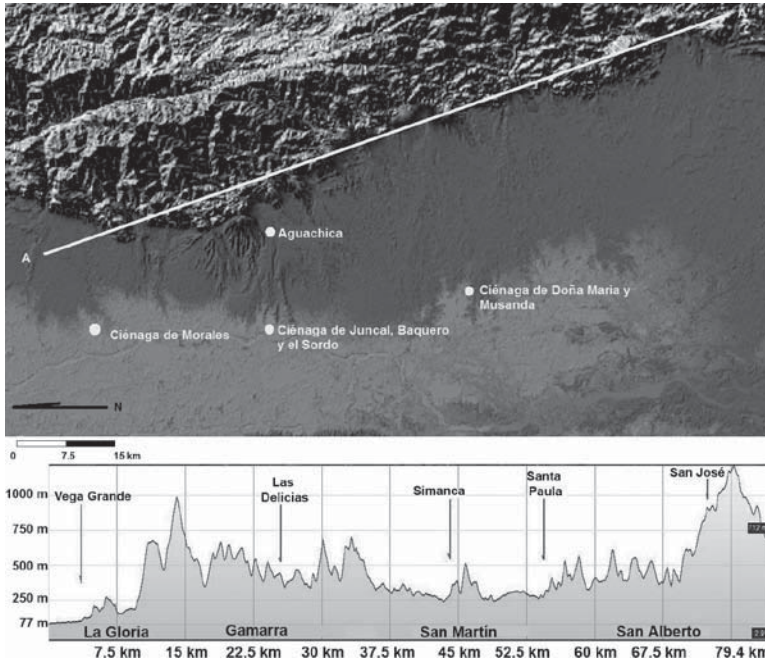 A'
A
Aguachica
Ciénaga de Doña Maria y
Musanda
Ciénaga de Morales
Ciénaga de Juncal, Baquero
y el Sordo
N
0 7.5 15 km
1000 m
750 m
500 m
250 m
77 m
Vega Grande
Las
Delicias
Simanca
Santa
Paula
San José
La Gloria
Gamarra
San Martin
San Alberto
7.5 km
15 km
22.5 km
30 km
37.5 km
45 km
52.5 km
60 km
67.5 km
79.4 km